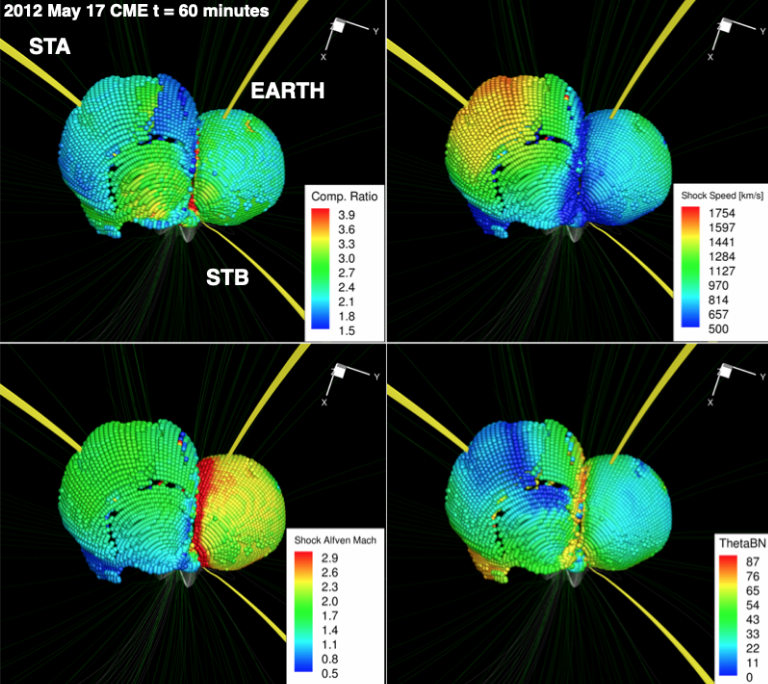 2012 May 17 CME t = 60 minutes
STA
EARTH
STB
X
Y
Z
Comp. Ratio
3.9
3.6
3.3
3.0
2.7
2.4
2.1
1.8
1.5
X
Y
Shock Speed [km/s]
1754
1597
1441
1284
1127
970
814
657
500
X
Y
Shock Alfven Mach
2.9
2.6
2.3
2.0
1.7
1.4
1.1
0.8
0.5
X
Y
ThetaBN
87
76
65
54
43
33
22
11
0